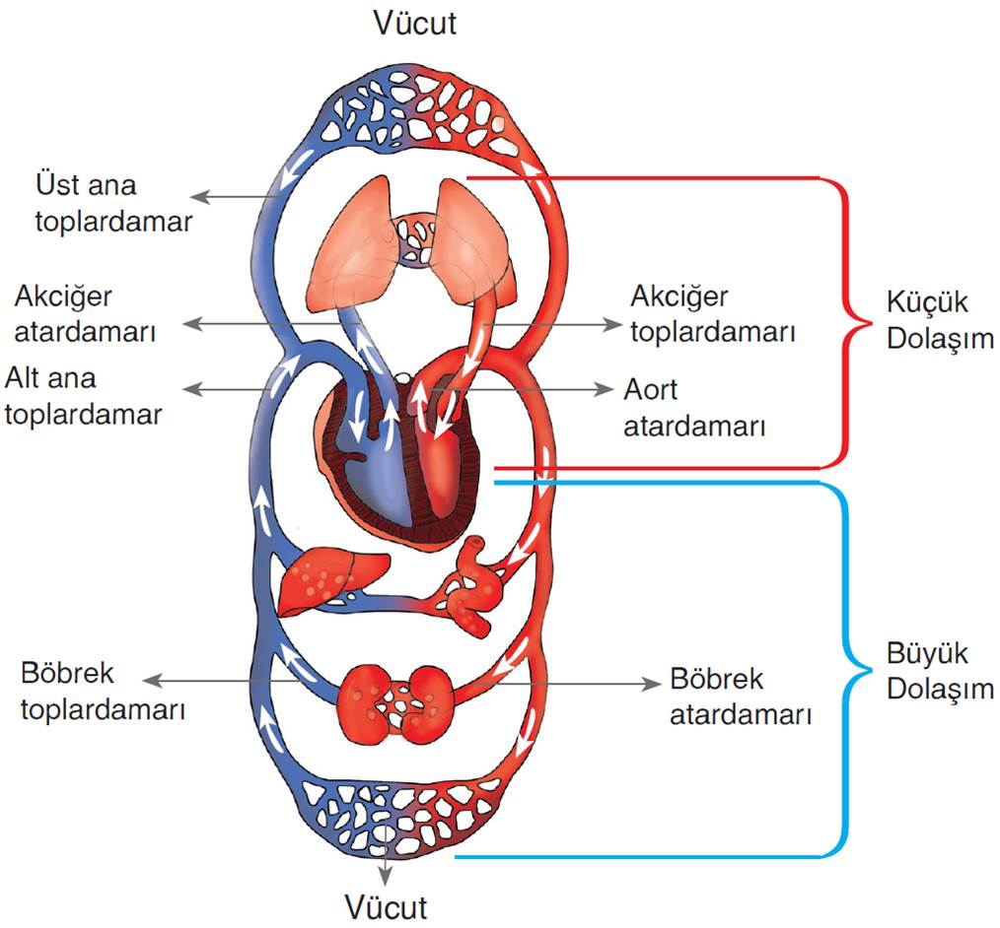 Vücut
Üst ana
toplardamar
Akciğer
atardamarı
Alt ana
toplardamar
Akciğer
toplardamarı
Aort
atardamarı
Küçük
Dolaşım
Böbrek
toplardamarı
Böbrek
atardamarı
Büyük
Dolaşım
Vücut